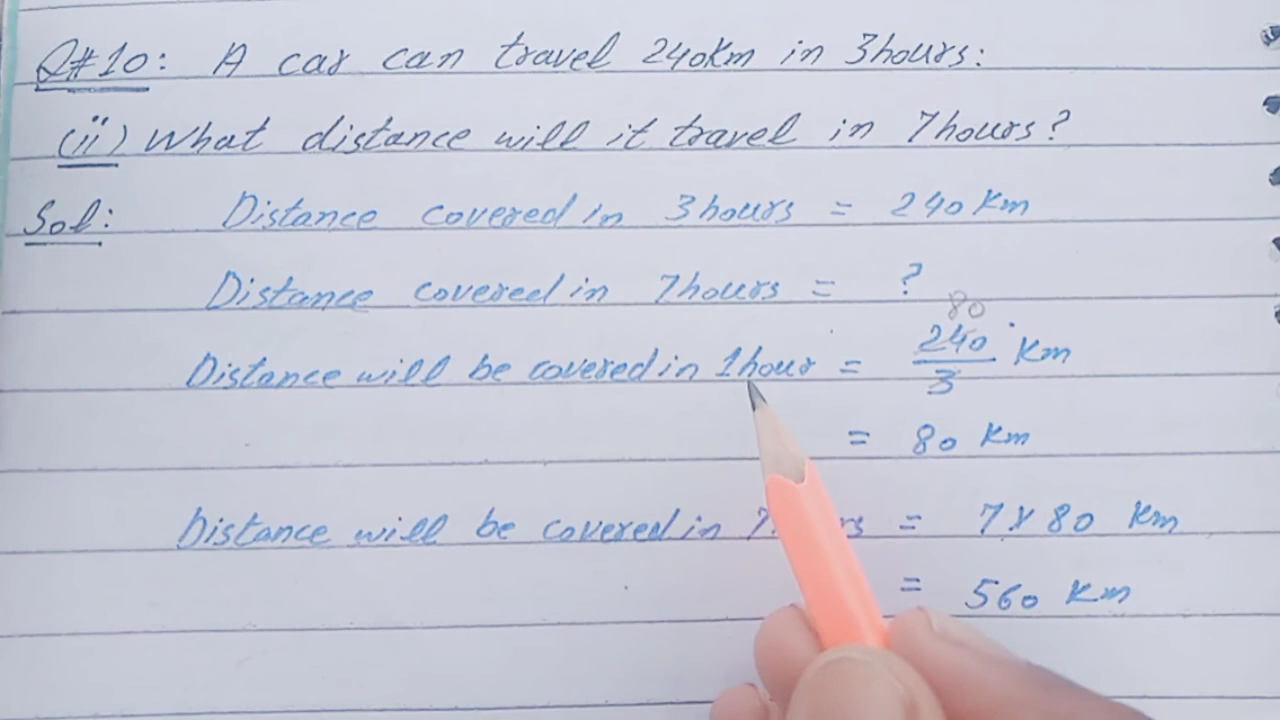 Q#10: A car can travel 240Km in 3hours:
(ii) What distance will it travel in 7hours?
Sol: Distance covered in 3hours = 240 Km
Distance covered in 7hours = ?
80
Distance will be covered in 1hour = 240/3 Km
= 80 Km
Distance will be covered in 7 = 7 x 80 Km
= 560 Km